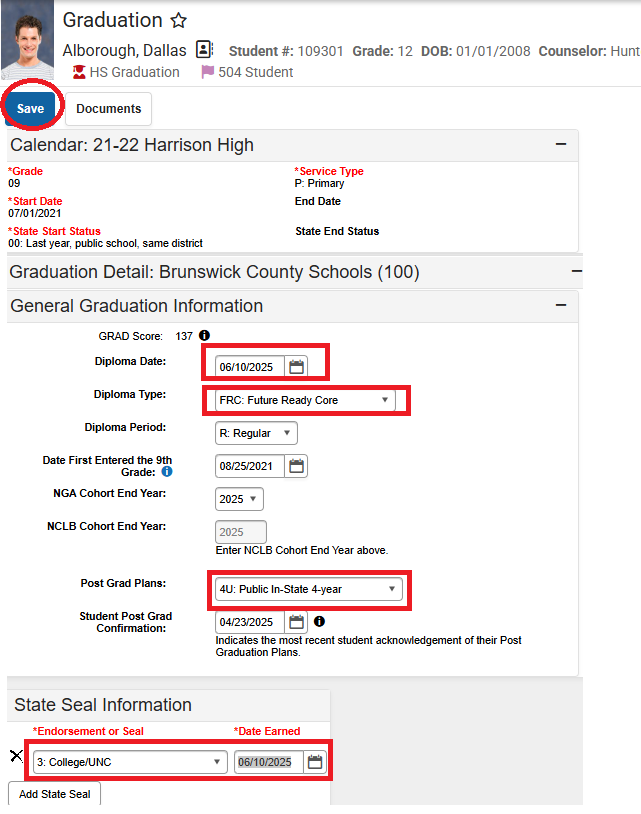 Graduation
Alborough, Dallas Student #: 109301 Grade: 12 DOB: 01/01/2008 Counselor: Hunt
HS Graduation 504 Student
Save Documents
Calendar: 21-22 Harrison High
*Grade *Service Type
09 P: Primary
*Start Date End Date
07/01/2021
*State Start Status State End Status
00: Last year, public school, same district
Graduation Detail: Brunswick County Schools (100)
General Graduation Information
GRAD Score: 137
Diploma Date: 06/10/2025
Diploma Type: FRC: Future Ready Core
Diploma Period: R: Regular
Date First Entered the 9th
Grade: 08/25/2021
NGA Cohort End Year: 2025
NCLB Cohort End Year: 2025
Enter NCLB Cohort End Year above.
Post Grad Plans: 4U: Public In-State 4-year
Student Post Grad
Confirmation: 04/23/2025
Indicates the most recent student acknowledgement of their Post
Graduation Plans.
State Seal Information
*Endorsement or Seal *Date Earned
3: College/UNC 06/10/2025
Add State Seal